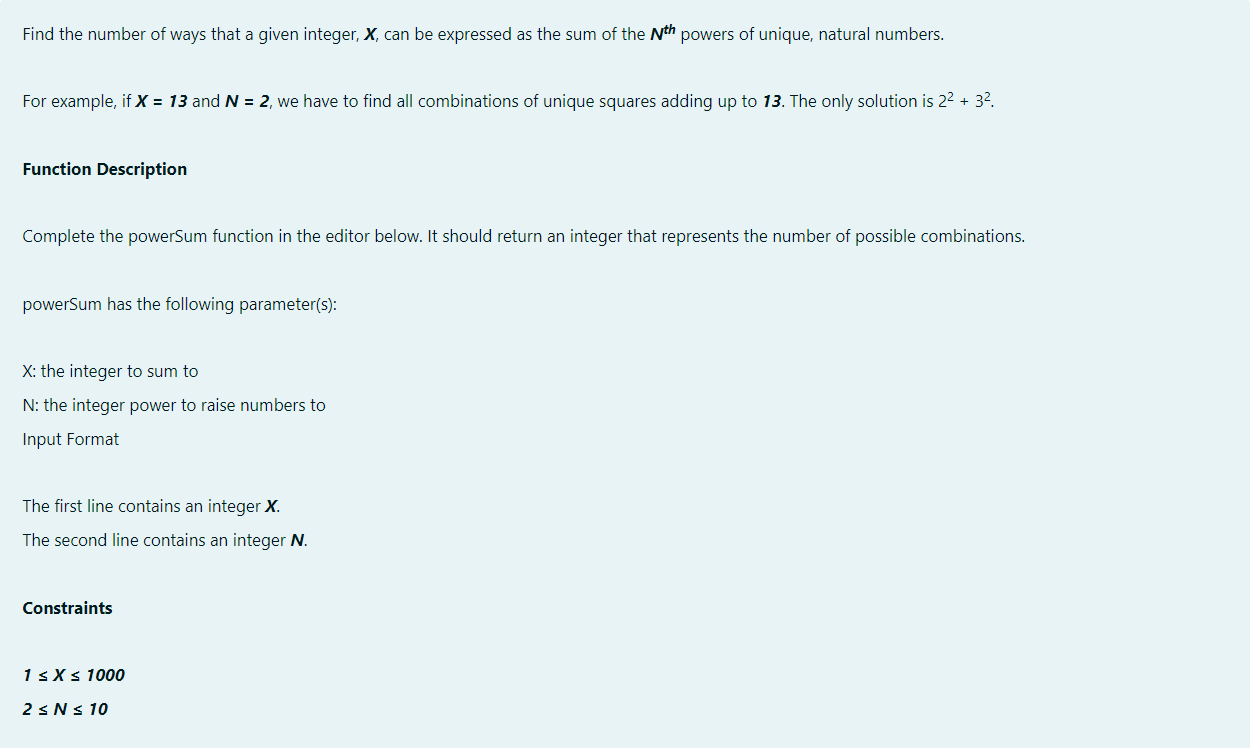 Find the number of ways that a given integer, X, can be expressed as the sum of the Nth powers of unique, natural numbers.
For example, if X = 13 and N = 2, we have to find all combinations of unique squares adding up to 13. The only solution is 2² + 3².
Function Description
Complete the powerSum function in the editor below. It should return an integer that represents the number of possible combinations.
powerSum has the following parameter(s):
X: the integer to sum to
N: the integer power to raise numbers to
Input Format
The first line contains an integer X.
The second line contains an integer N.
Constraints
1 ≤ X ≤ 1000
2 ≤ N ≤ 10